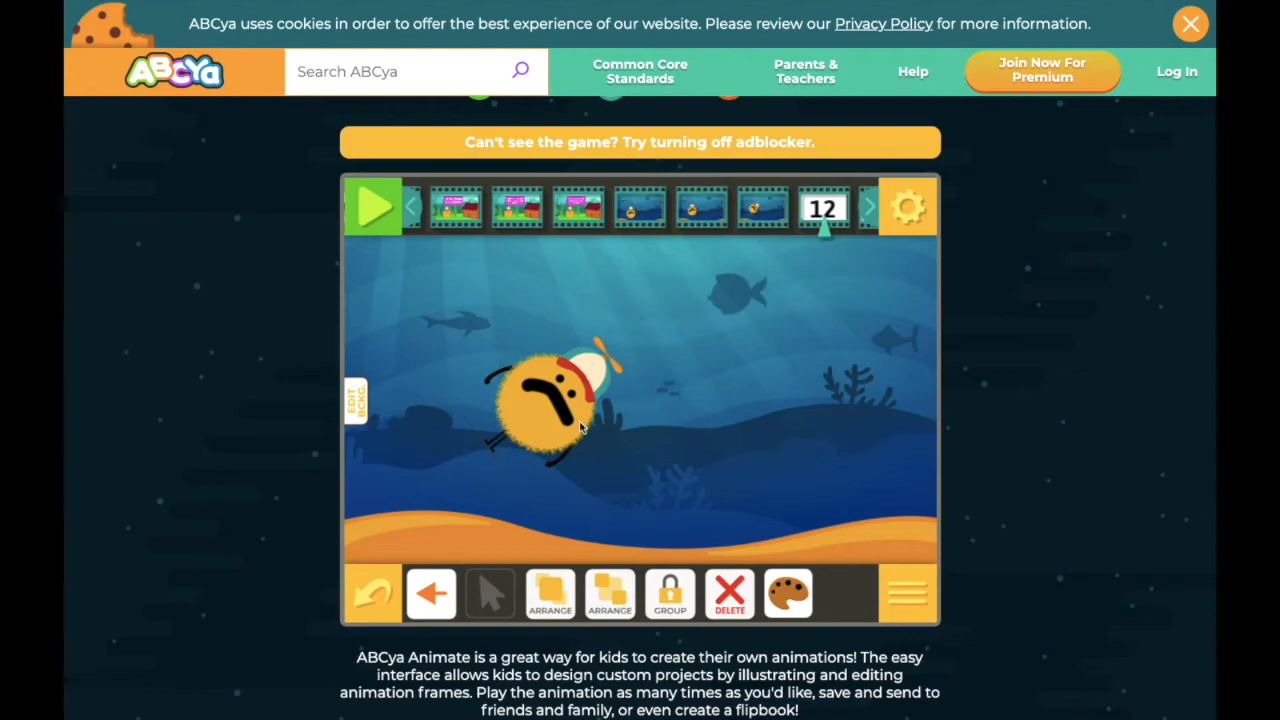 ABCya uses cookies in order to offer the best experience of our website. Please review our Privacy Policy for more information.
ABCYa
Search ABCya
Common Core
Standards
Parents &
Teachers
Help
Join Now For
Premium
Log In
Can't see the game? Try turning off adblocker.
12
EDIT
BCKG.
ARRANGE
ARRANGE
GROUP
DELETE
ABCya Animate is a great way for kids to create their own animations! The easy
interface allows kids to design custom projects by illustrating and editing
animation frames. Play the animation as many times as you'd like, save and send to
friends and family, or even create a flipbook!